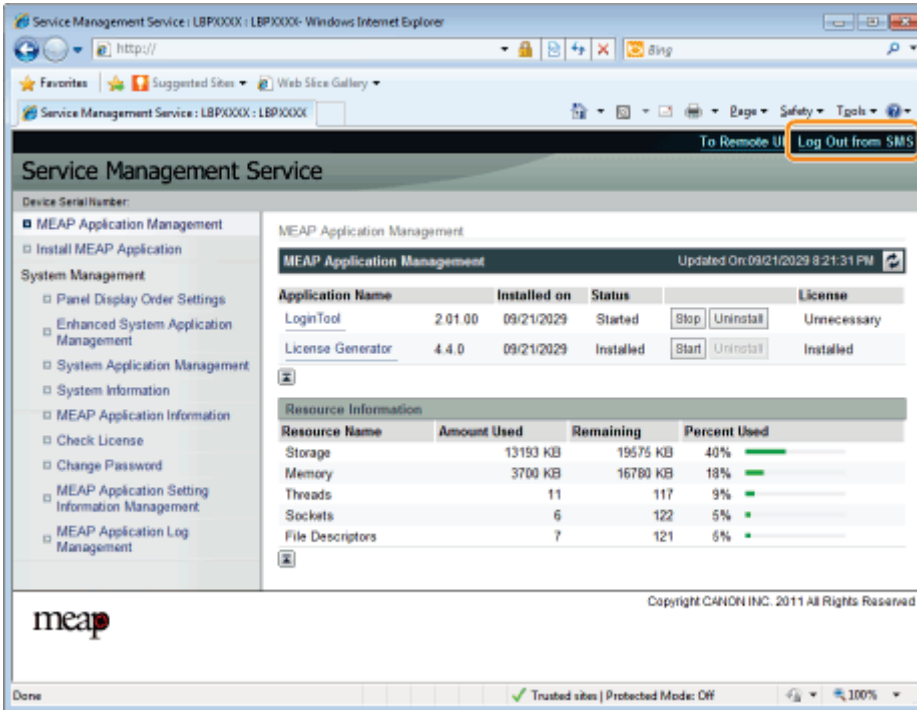 Service Management Service : LBPXXXX : LBPXXXX- Windows Internet Explorer
http://
Bing
Favorites Suggested Sites Web Slice Gallery
Service Management Service : LBPXXXX : LBPXXXX
Page Safety Tools
To Remote UI Log Out from SMS
Service Management Service
Device Serial Number:
MEAP Application Management
Install MEAP Application
System Management
Panel Display Order Settings
Enhanced System Application
Management
System Application Management
System Information
MEAP Application Information
Check License
Change Password
MEAP Application Setting
Information Management
MEAP Application Log
Management
MEAP Application Management
MEAP Application Management Updated On:09/21/2029 8:21:31 PM
Application Name Installed on Status License
LoginTool 2.01.00 09/21/2029 Started Stop Uninstall Unnecessary
License Generator 4.4.0 09/21/2029 Installed Start Uninstall Installed
Resource Information
Resource Name Amount Used Remaining Percent Used
Storage 13193 KB 19575 KB 40%
Memory 3700 KB 16780 KB 18%
Threads 11 117 9%
Sockets 6 122 5%
File Descriptors 7 121 6%
Copyright CANON INC. 2011 All Rights Reserved
meap
Done Trusted sites | Protected Mode: Off 100%